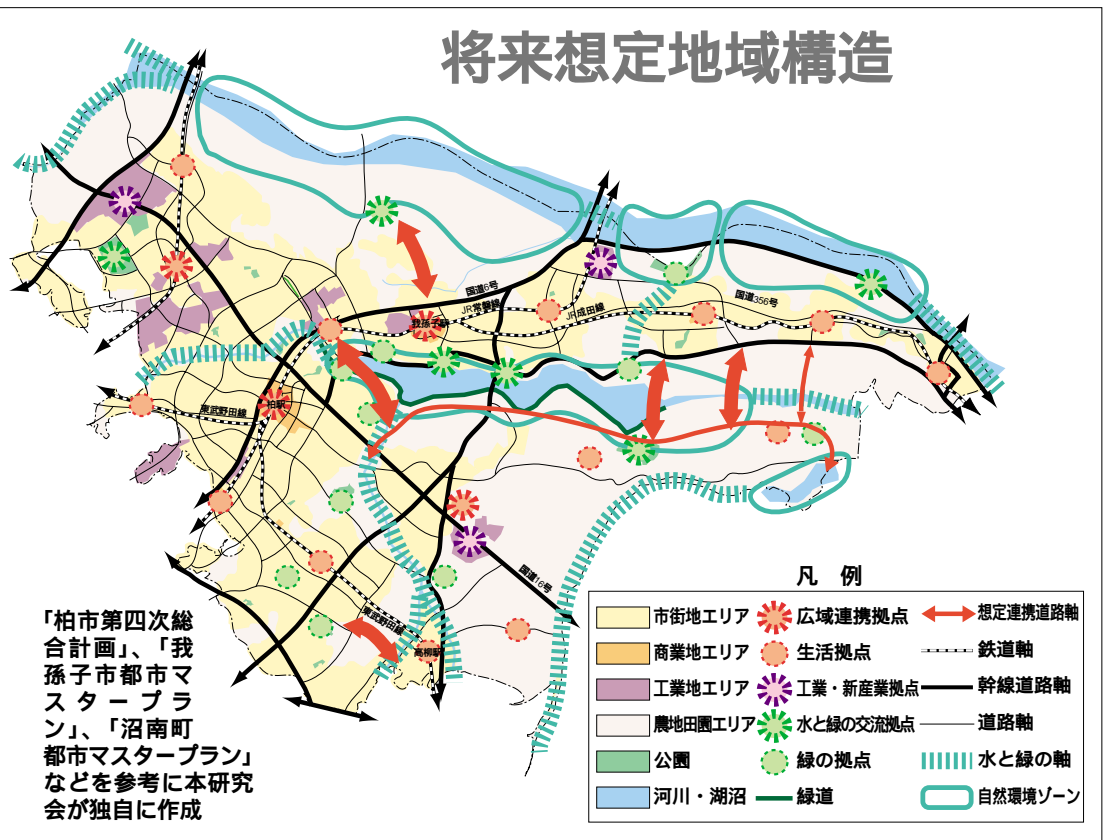 将来想定地域構造
国道6号
JR常磐線
我孫子駅
JR成田線
国道356号
東武野田線
柏駅
国道16号
東武野田線
高柳駅
「柏市第四次総
合計画」、「我
孫子市都市マ
スタープラ
ン」、「沼南町
都市マスタープラン」
などを参考に本研究
会が独自に作成
凡 例
市街地エリア
広域連携拠点
想定連携道路軸
商業地エリア
生活拠点
鉄道軸
工業地エリア
工業・新産業拠点
幹線道路軸
農地田園エリア
水と緑の交流拠点
道路軸
公園
緑の拠点
水と緑の軸
河川・湖沼
緑道
自然環境ゾーン